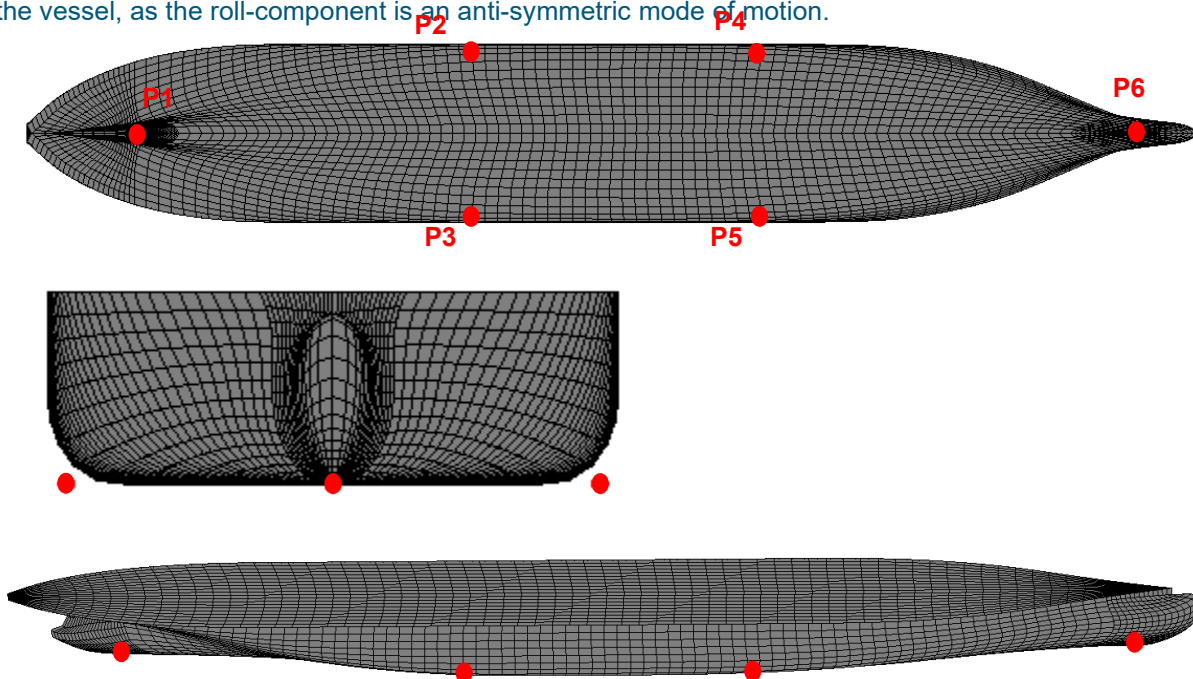 the vessel, as the roll-component is an anti-symmetric mode of motion.
P2
P4
P1
P6
P3
P5